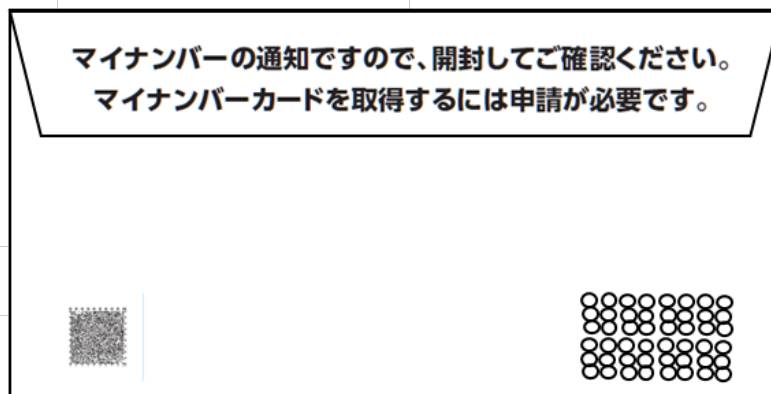 マイナンバーの通知ですので、開封してご確認ください。
マイナンバーカードを取得するには申請が必要です。